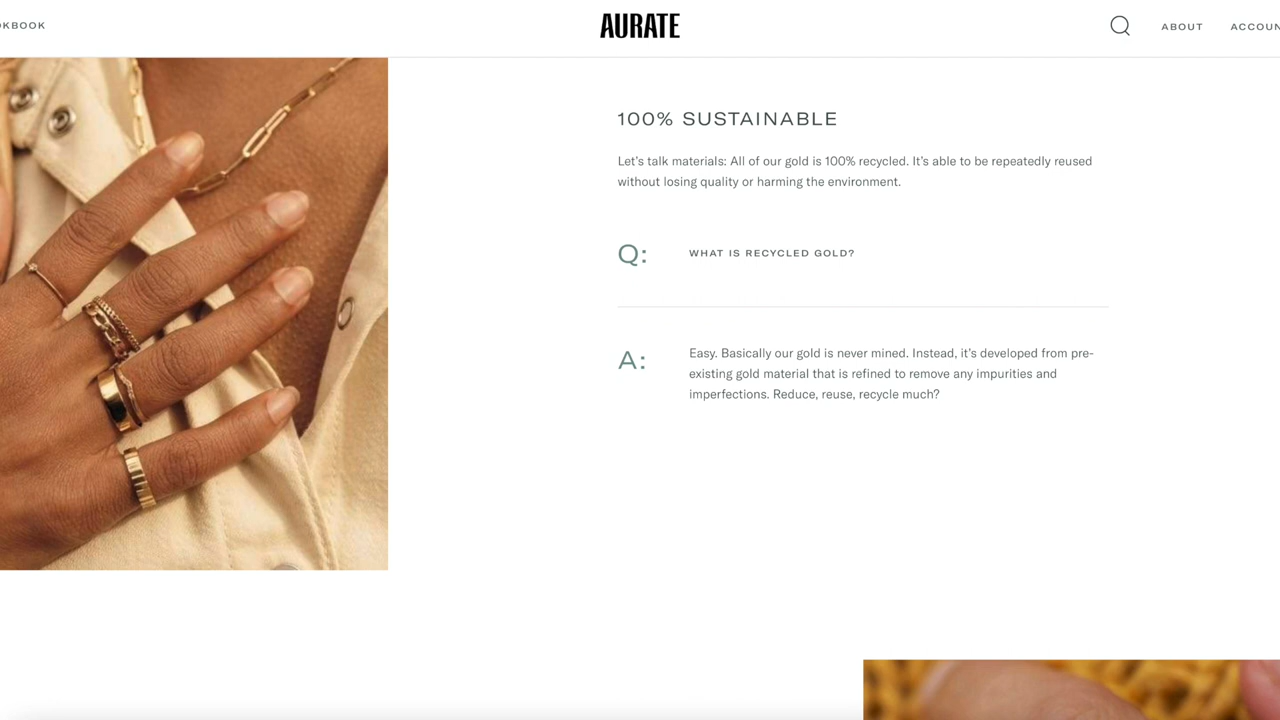 AURATE
ABOUT
100% SUSTAINABLE
Let's talk materials: All of our gold is 100% recycled. It's able to be repeatedly reused
without losing quality or harming the environment.
Q: WHAT IS RECYCLED GOLD?
A: Easy. Basically our gold is never mined. Instead, it's developed from pre-
existing gold material that is refined to remove any impurities and
imperfections. Reduce, reuse, recycle much?